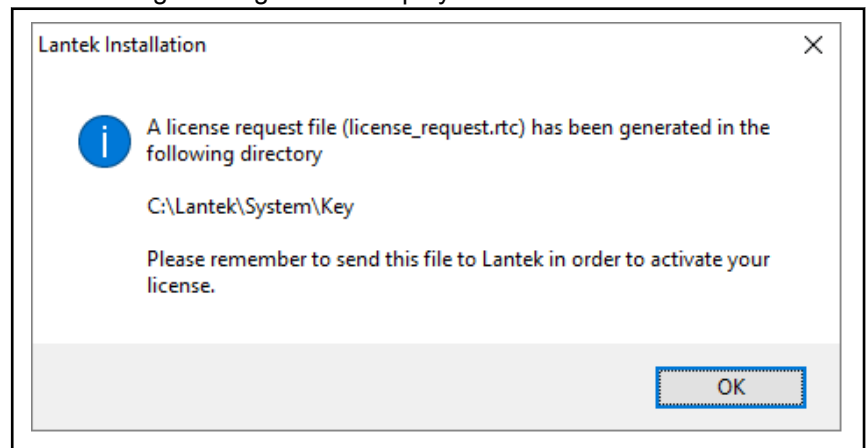 Lantek Installation
A license request file (license_request.rtc) has been generated in the
following directory
C:\Lantek\System\Key
Please remember to send this file to Lantek in order to activate your
license.
OK